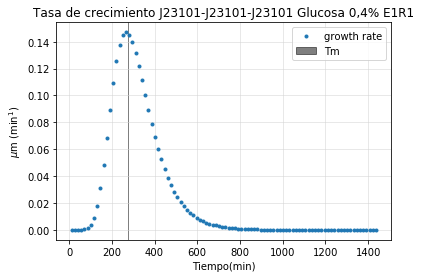 Tasa de crecimiento J23101-J23101-J23101 Glucosa 0,4% E1R1
growth rate
Tm
μm (min¹)
0.14
0.12
0.10
0.08
0.06
0.04
0.02
0.00
0 200 400 600 800 1000 1200 1400
Tiempo(min)